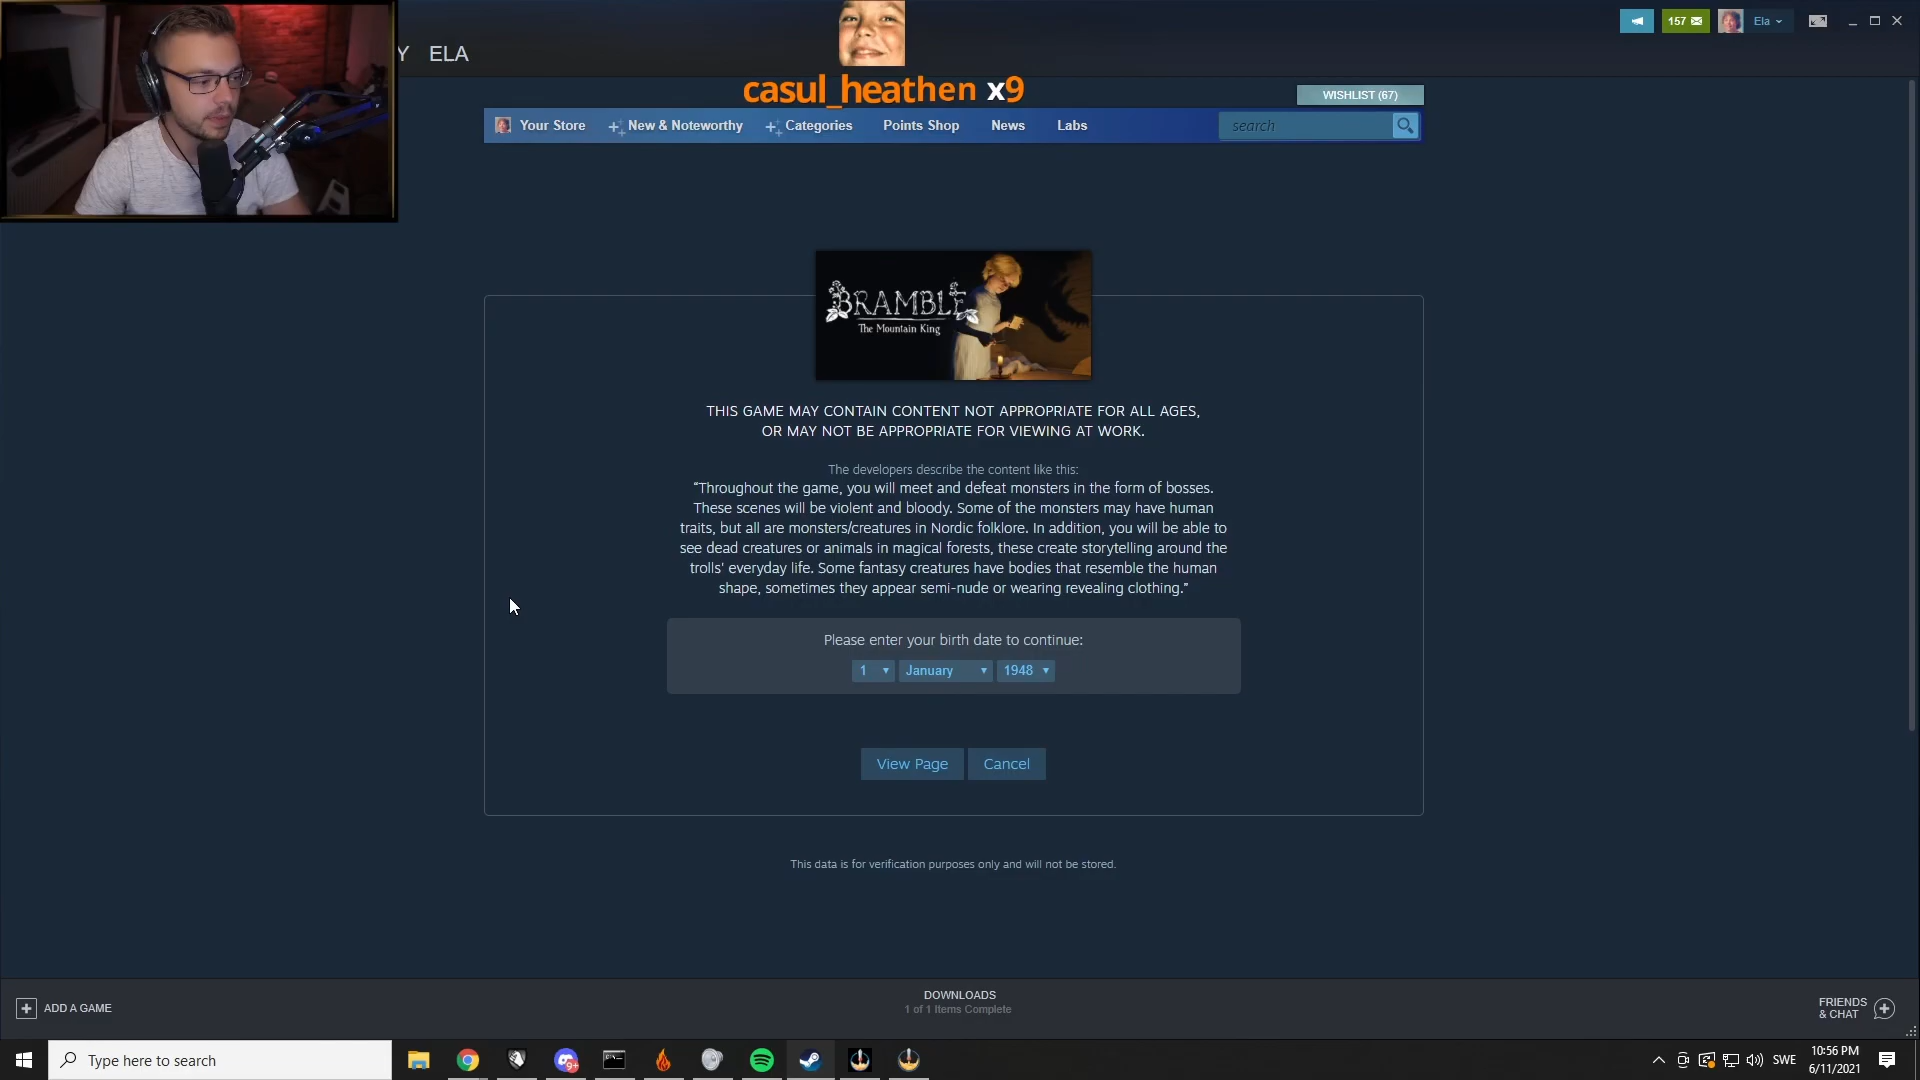 Y ELA
casul_heathen x9
157
Ela
WISHLIST (67)
Your Store
New & Noteworthy
Categories
Points Shop
News
Labs
search
BRAMBLE
The Mountain King
THIS GAME MAY CONTAIN CONTENT NOT APPROPRIATE FOR ALL AGES,
OR MAY NOT BE APPROPRIATE FOR VIEWING AT WORK.
The developers describe the content like this:
“Throughout the game, you will meet and defeat monsters in the form of bosses.
These scenes will be violent and bloody. Some of the monsters may have human
traits, but all are monsters/creatures in Nordic folklore. In addition, you will be able to
see dead creatures or animals in magical forests, these create storytelling around the
trolls' everyday life. Some fantasy creatures have bodies that resemble the human
shape, sometimes they appear semi-nude or wearing revealing clothing.”
Please enter your birth date to continue:
1
January
1948
View Page
Cancel
This data is for verification purposes only and will not be stored.
ADD A GAME
DOWNLOADS
1 of 1 Items Complete
FRIENDS
& CHAT
Type here to search
9+
SWE
10:56 PM
6/11/2021